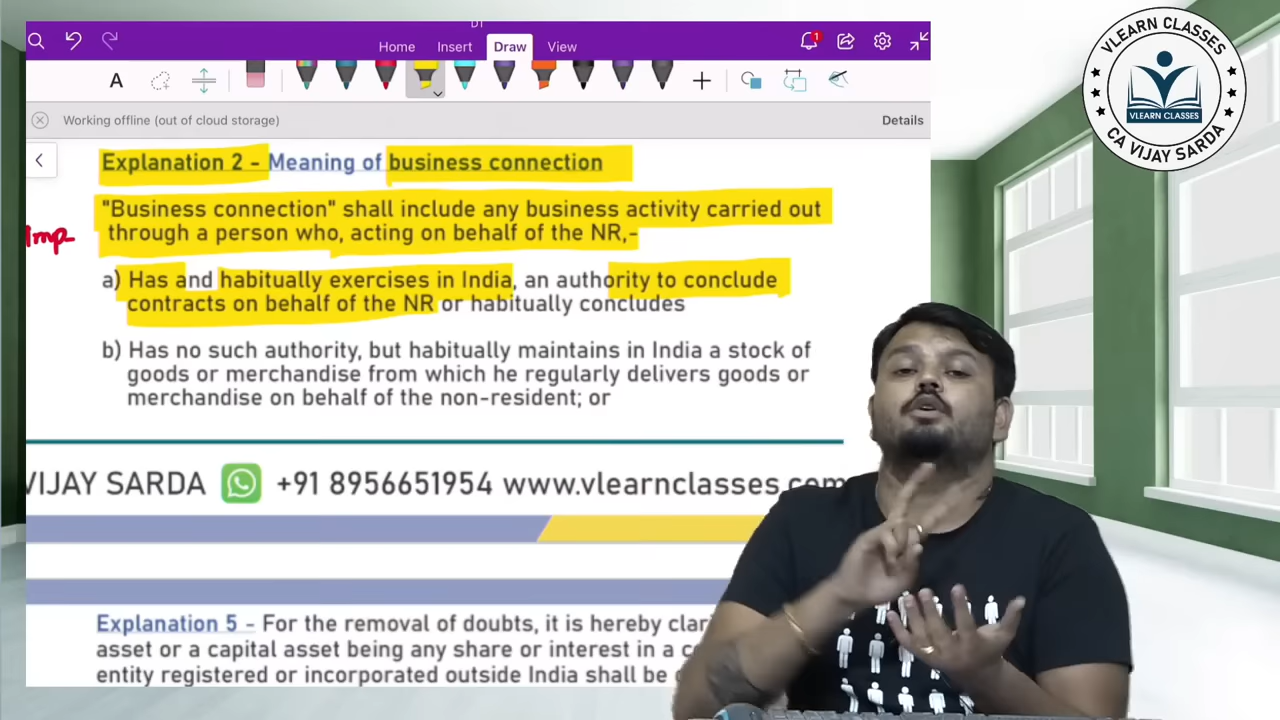 D1
Home Insert Draw View
1
A
Working offline (out of cloud storage) Details
Explanation 2 - Meaning of business connection
"Business connection" shall include any business activity carried out
through a person who, acting on behalf of the NR,-
Imp
a) Has and habitually exercises in India, an authority to conclude
contracts on behalf of the NR or habitually concludes
b) Has no such authority, but habitually maintains in India a stock of
goods or merchandise from which he regularly delivers goods or
merchandise on behalf of the non-resident; or
VIJAY SARDA +91 8956651954 www.vlearnclasses.com
Explanation 5 - For the removal of doubts, it is hereby clari
asset or a capital asset being any share or interest in a c
entity registered or incorporated outside India shall be
VLEARN CLASSES
VLEARN CLASSES
CA VIJAY SARDA